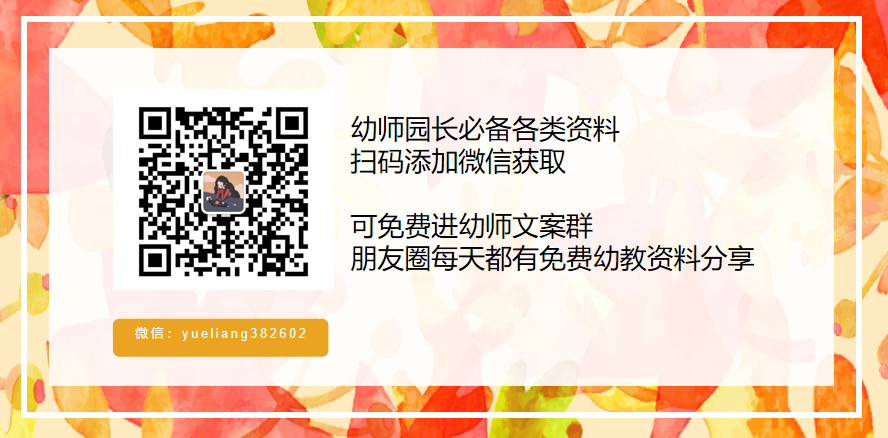 幼师园长必备各类资料
扫码添加微信获取
可免费进幼师文案群
朋友圈每天都有免费幼教资料分享
微信：yueliang382602